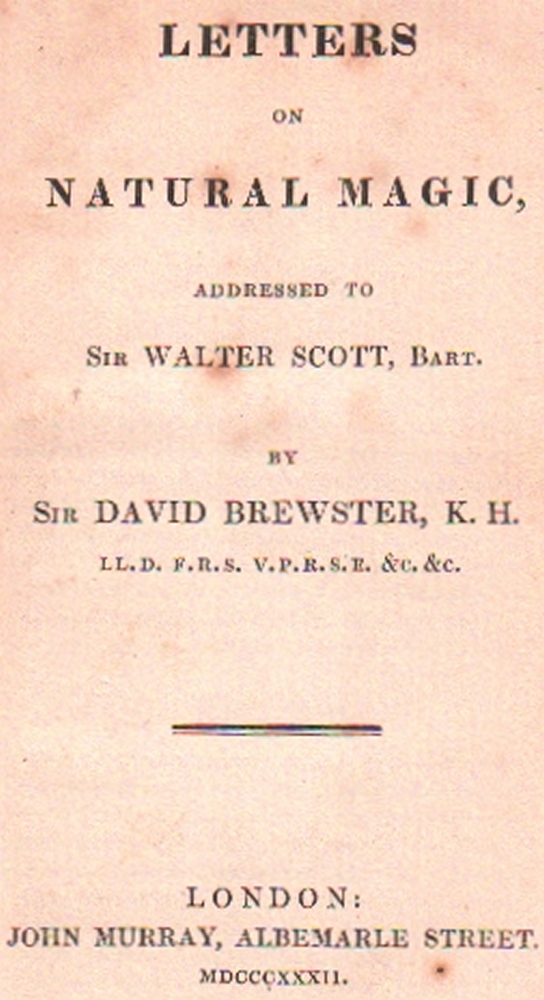 LETTERS
ON
NATURAL MAGIC,
ADDRESSED TO
SIR WALTER SCOTT, BART.
BY
SIR DAVID BREWSTER, K. H.
LL.D. F.R.S. V.P.R.S.E. &C. &C.
LONDON:
JOHN MURRAY, ALBEMARLE STREET.
MDCCCXXXII.